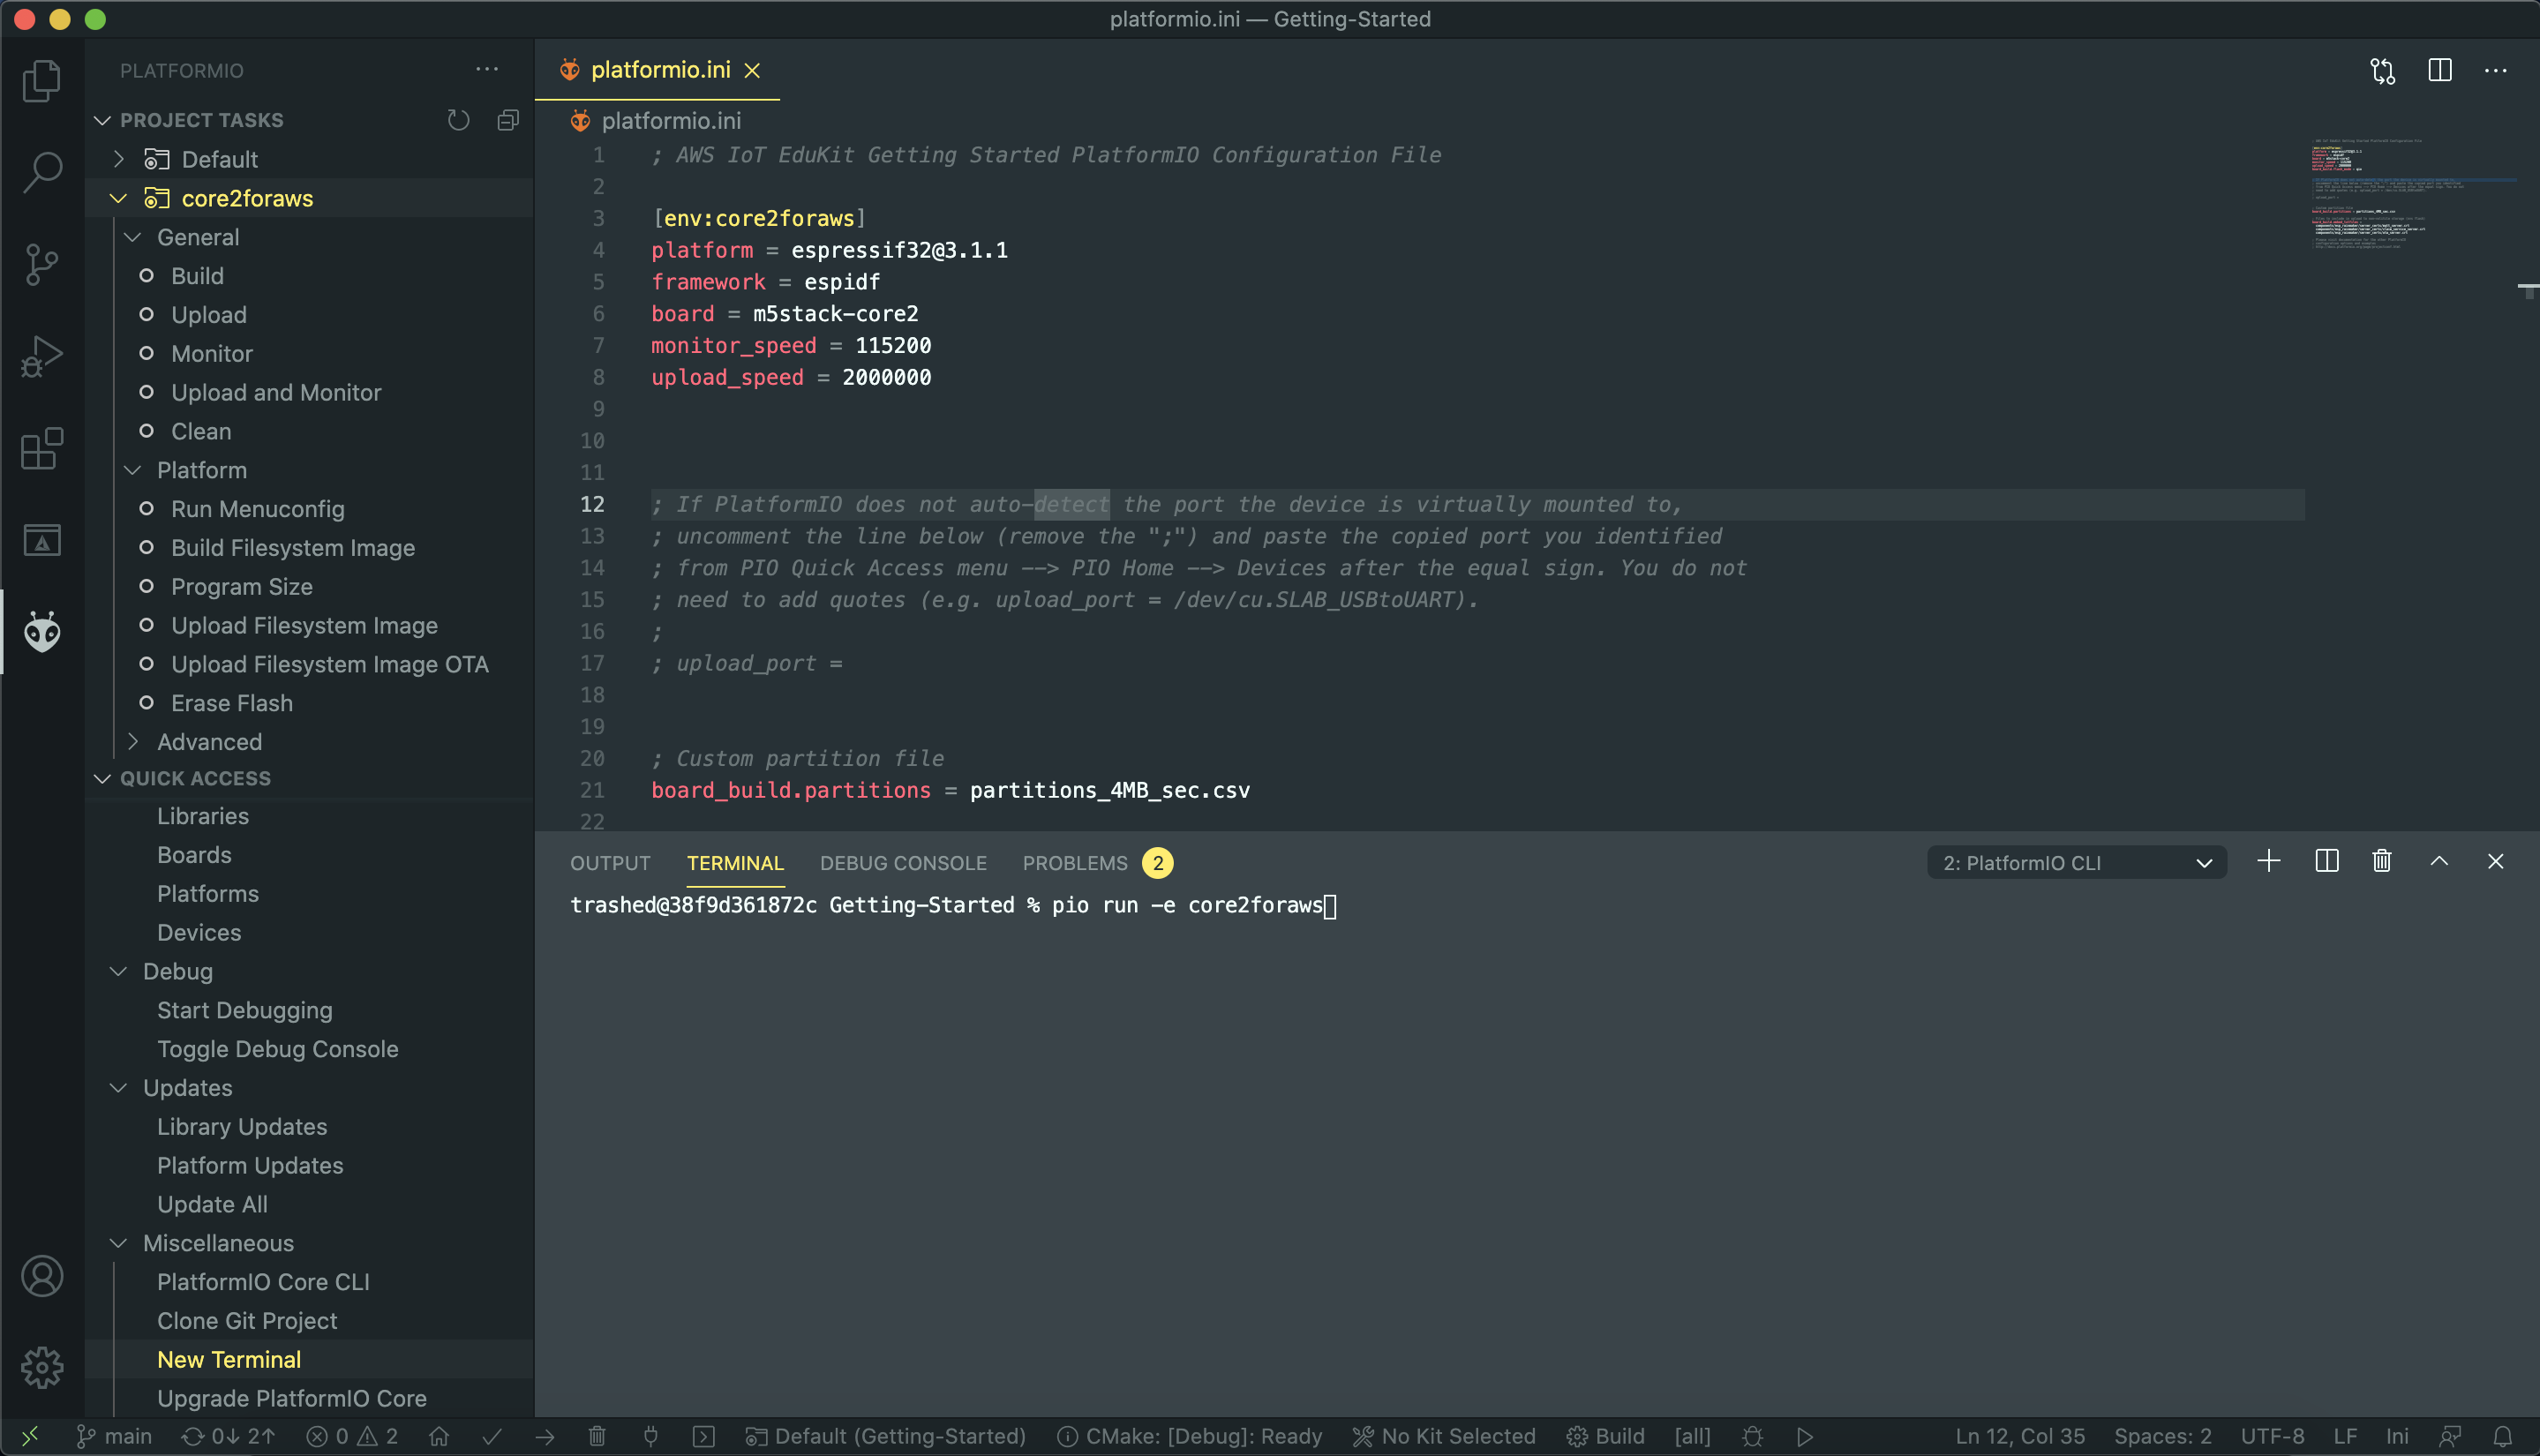 platformio.ini — Getting-Started
PLATFORMIO
PROJECT TASKS
Default
core2foraws
General
Build
Upload
Monitor
Upload and Monitor
Clean
Platform
Run Menuconfig
Build Filesystem Image
Program Size
Upload Filesystem Image
Upload Filesystem Image OTA
Erase Flash
Advanced
QUICK ACCESS
Libraries
Boards
Platforms
Devices
Debug
Start Debugging
Toggle Debug Console
Updates
Library Updates
Platform Updates
Update All
Miscellaneous
PlatformIO Core CLI
Clone Git Project
New Terminal
Upgrade PlatformIO Core
platformio.ini
platformio.ini
1 ; AWS IoT EduKit Getting Started PlatformIO Configuration File
2
3 [env:core2foraws]
4 platform = espressif32@3.1.1
5 framework = espidf
6 board = m5stack-core2
7 monitor_speed = 115200
8 upload_speed = 2000000
9
10
11
12 ; If PlatformIO does not auto-detect the port the device is virtually mounted to,
13 ; uncomment the line below (remove the ";") and paste the copied port you identified
14 ; from PIO Quick Access menu --> PIO Home --> Devices after the equal sign. You do not
15 ; need to add quotes (e.g. upload_port = /dev/cu.SLAB_USBtoUART).
16 ;
17 ; upload_port =
18
19
20 ; Custom partition file
21 board_build.partitions = partitions_4MB_sec.csv
22
OUTPUT TERMINAL DEBUG CONSOLE PROBLEMS 2 2: PlatformIO CLI
trashed@38f9d361872c Getting-Started % pio run -e core2foraws
main 0↓ 2↑ 0 2 Default (Getting-Started) CMake: [Debug]: Ready No Kit Selected Build [all] Ln 12, Col 35 Spaces: 2 UTF-8 LF Ini